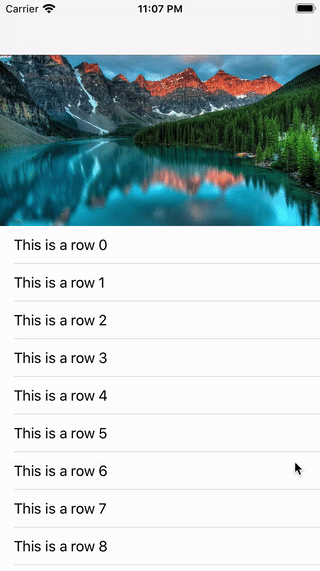 Carrier 11:07 PM
This is a row 0
This is a row 1
This is a row 2
This is a row 3
This is a row 4
This is a row 5
This is a row 6
This is a row 7
This is a row 8